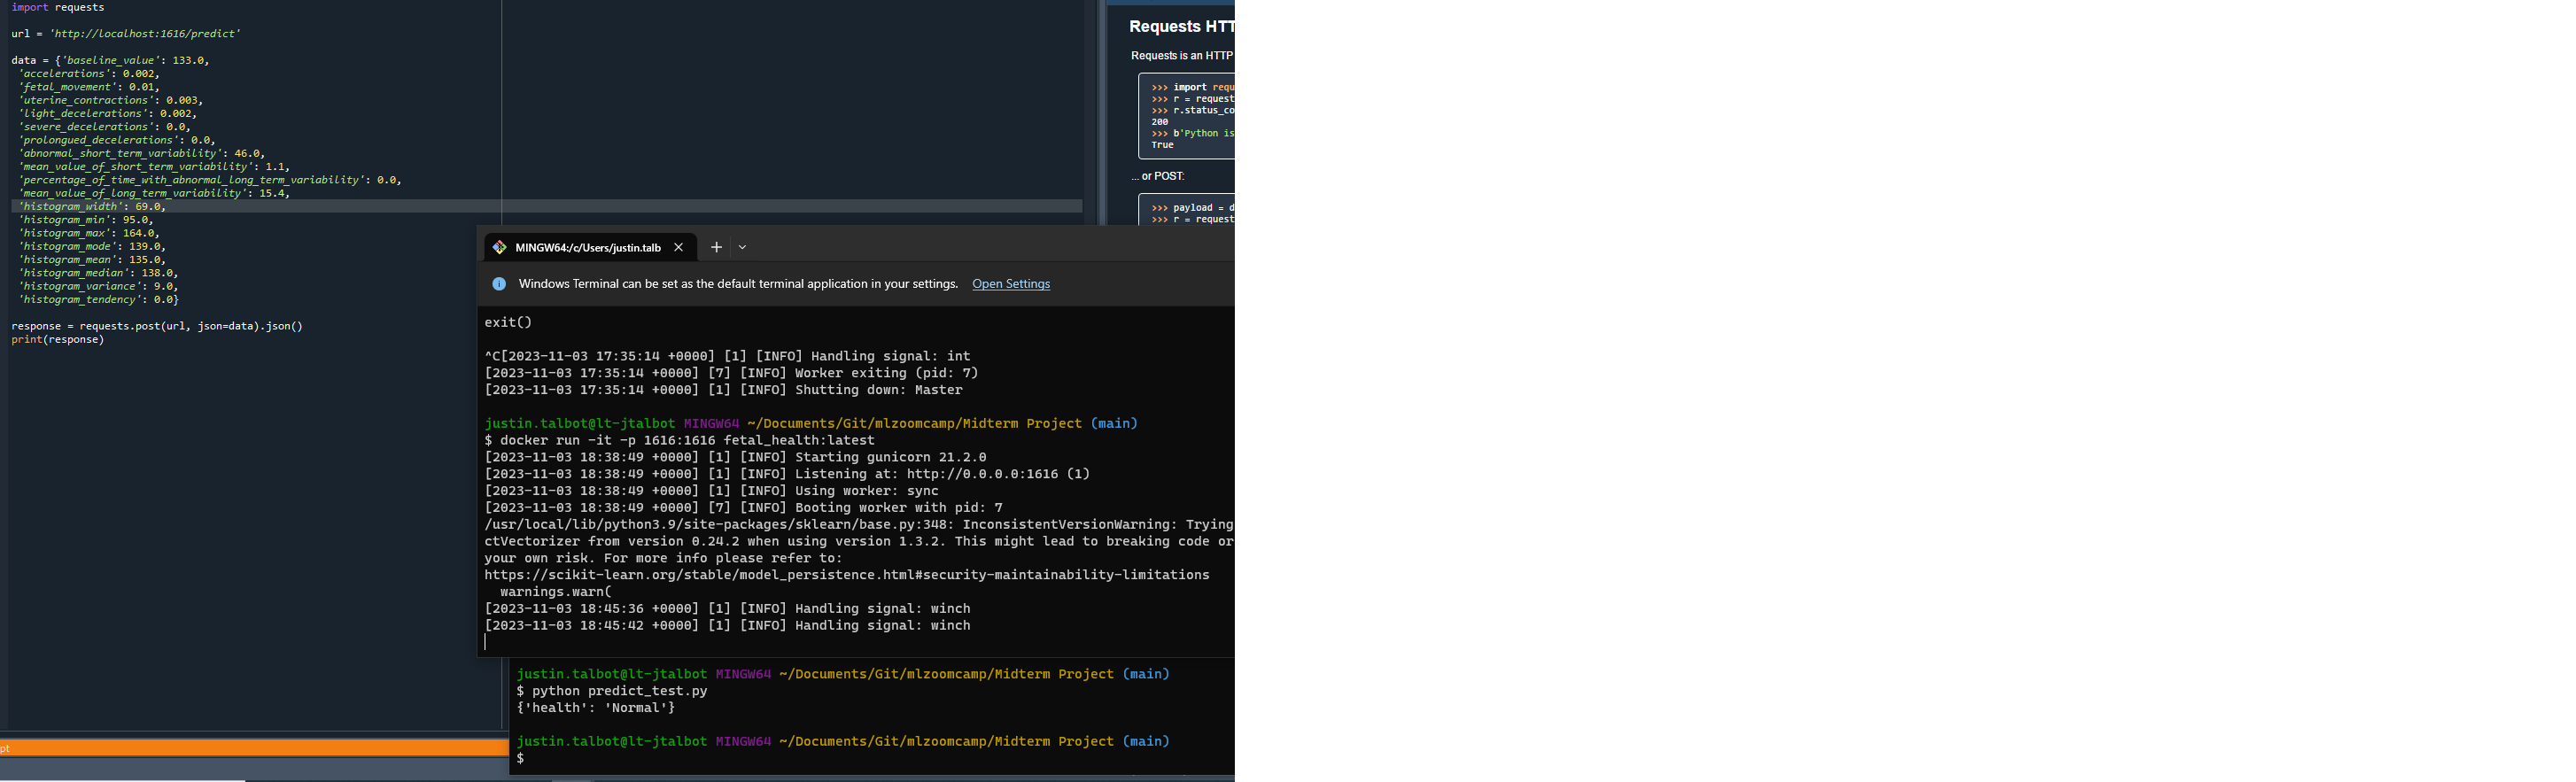 import requests
url = 'http://localhost:1616/predict'
data = {'baseline_value': 133.0,
'accelerations': 0.002,
'fetal_movement': 0.01,
'uterine_contractions': 0.003,
'light_decelerations': 0.002,
'severe_decelerations': 0.0,
'prolongued_decelerations': 0.0,
'abnormal_short_term_variability': 46.0,
'mean_value_of_short_term_variability': 1.1,
'percentage_of_time_with_abnormal_long_term_variability': 0.0,
'mean_value_of_long_term_variability': 15.4,
'histogram_width': 69.0,
'histogram_min': 95.0,
'histogram_max': 164.0,
'histogram_mode': 139.0,
'histogram_mean': 135.0,
'histogram_median': 138.0,
'histogram_variance': 9.0,
'histogram_tendency': 0.0}
response = requests.post(url, json=data).json()
print(response)
Requests HTT
Requests is an HTTP
>>> import requ
>>> r = request
>>> r.status_co
200
>>> b'Python is
True
... or POST:
>>> payload = d
>>> r = request
MINGW64:/c/Users/justin.talb
Windows Terminal can be set as the default terminal application in your settings. Open Settings
exit()
^C[2023-11-03 17:35:14 +0000] [1] [INFO] Handling signal: int
[2023-11-03 17:35:14 +0000] [7] [INFO] Worker exiting (pid: 7)
[2023-11-03 17:35:14 +0000] [1] [INFO] Shutting down: Master
justin.talbot@lt-jtalbot MINGW64 ~/Documents/Git/mlzoomcamp/Midterm Project (main)
$ docker run -it -p 1616:1616 fetal_health:latest
[2023-11-03 18:38:49 +0000] [1] [INFO] Starting gunicorn 21.2.0
[2023-11-03 18:38:49 +0000] [1] [INFO] Listening at: http://0.0.0.0:1616 (1)
[2023-11-03 18:38:49 +0000] [1] [INFO] Using worker: sync
[2023-11-03 18:38:49 +0000] [7] [INFO] Booting worker with pid: 7
/usr/local/lib/python3.9/site-packages/sklearn/base.py:348: InconsistentVersionWarning: Trying
ctVectorizer from version 0.24.2 when using version 1.3.2. This might lead to breaking code or
your own risk. For more info please refer to:
https://scikit-learn.org/stable/model_persistence.html#security-maintainability-limitations
warnings.warn(
[2023-11-03 18:45:36 +0000] [1] [INFO] Handling signal: winch
[2023-11-03 18:45:42 +0000] [1] [INFO] Handling signal: winch
justin.talbot@lt-jtalbot MINGW64 ~/Documents/Git/mlzoomcamp/Midterm Project (main)
$ python predict_test.py
{'health': 'Normal'}
justin.talbot@lt-jtalbot MINGW64 ~/Documents/Git/mlzoomcamp/Midterm Project (main)
$
pt